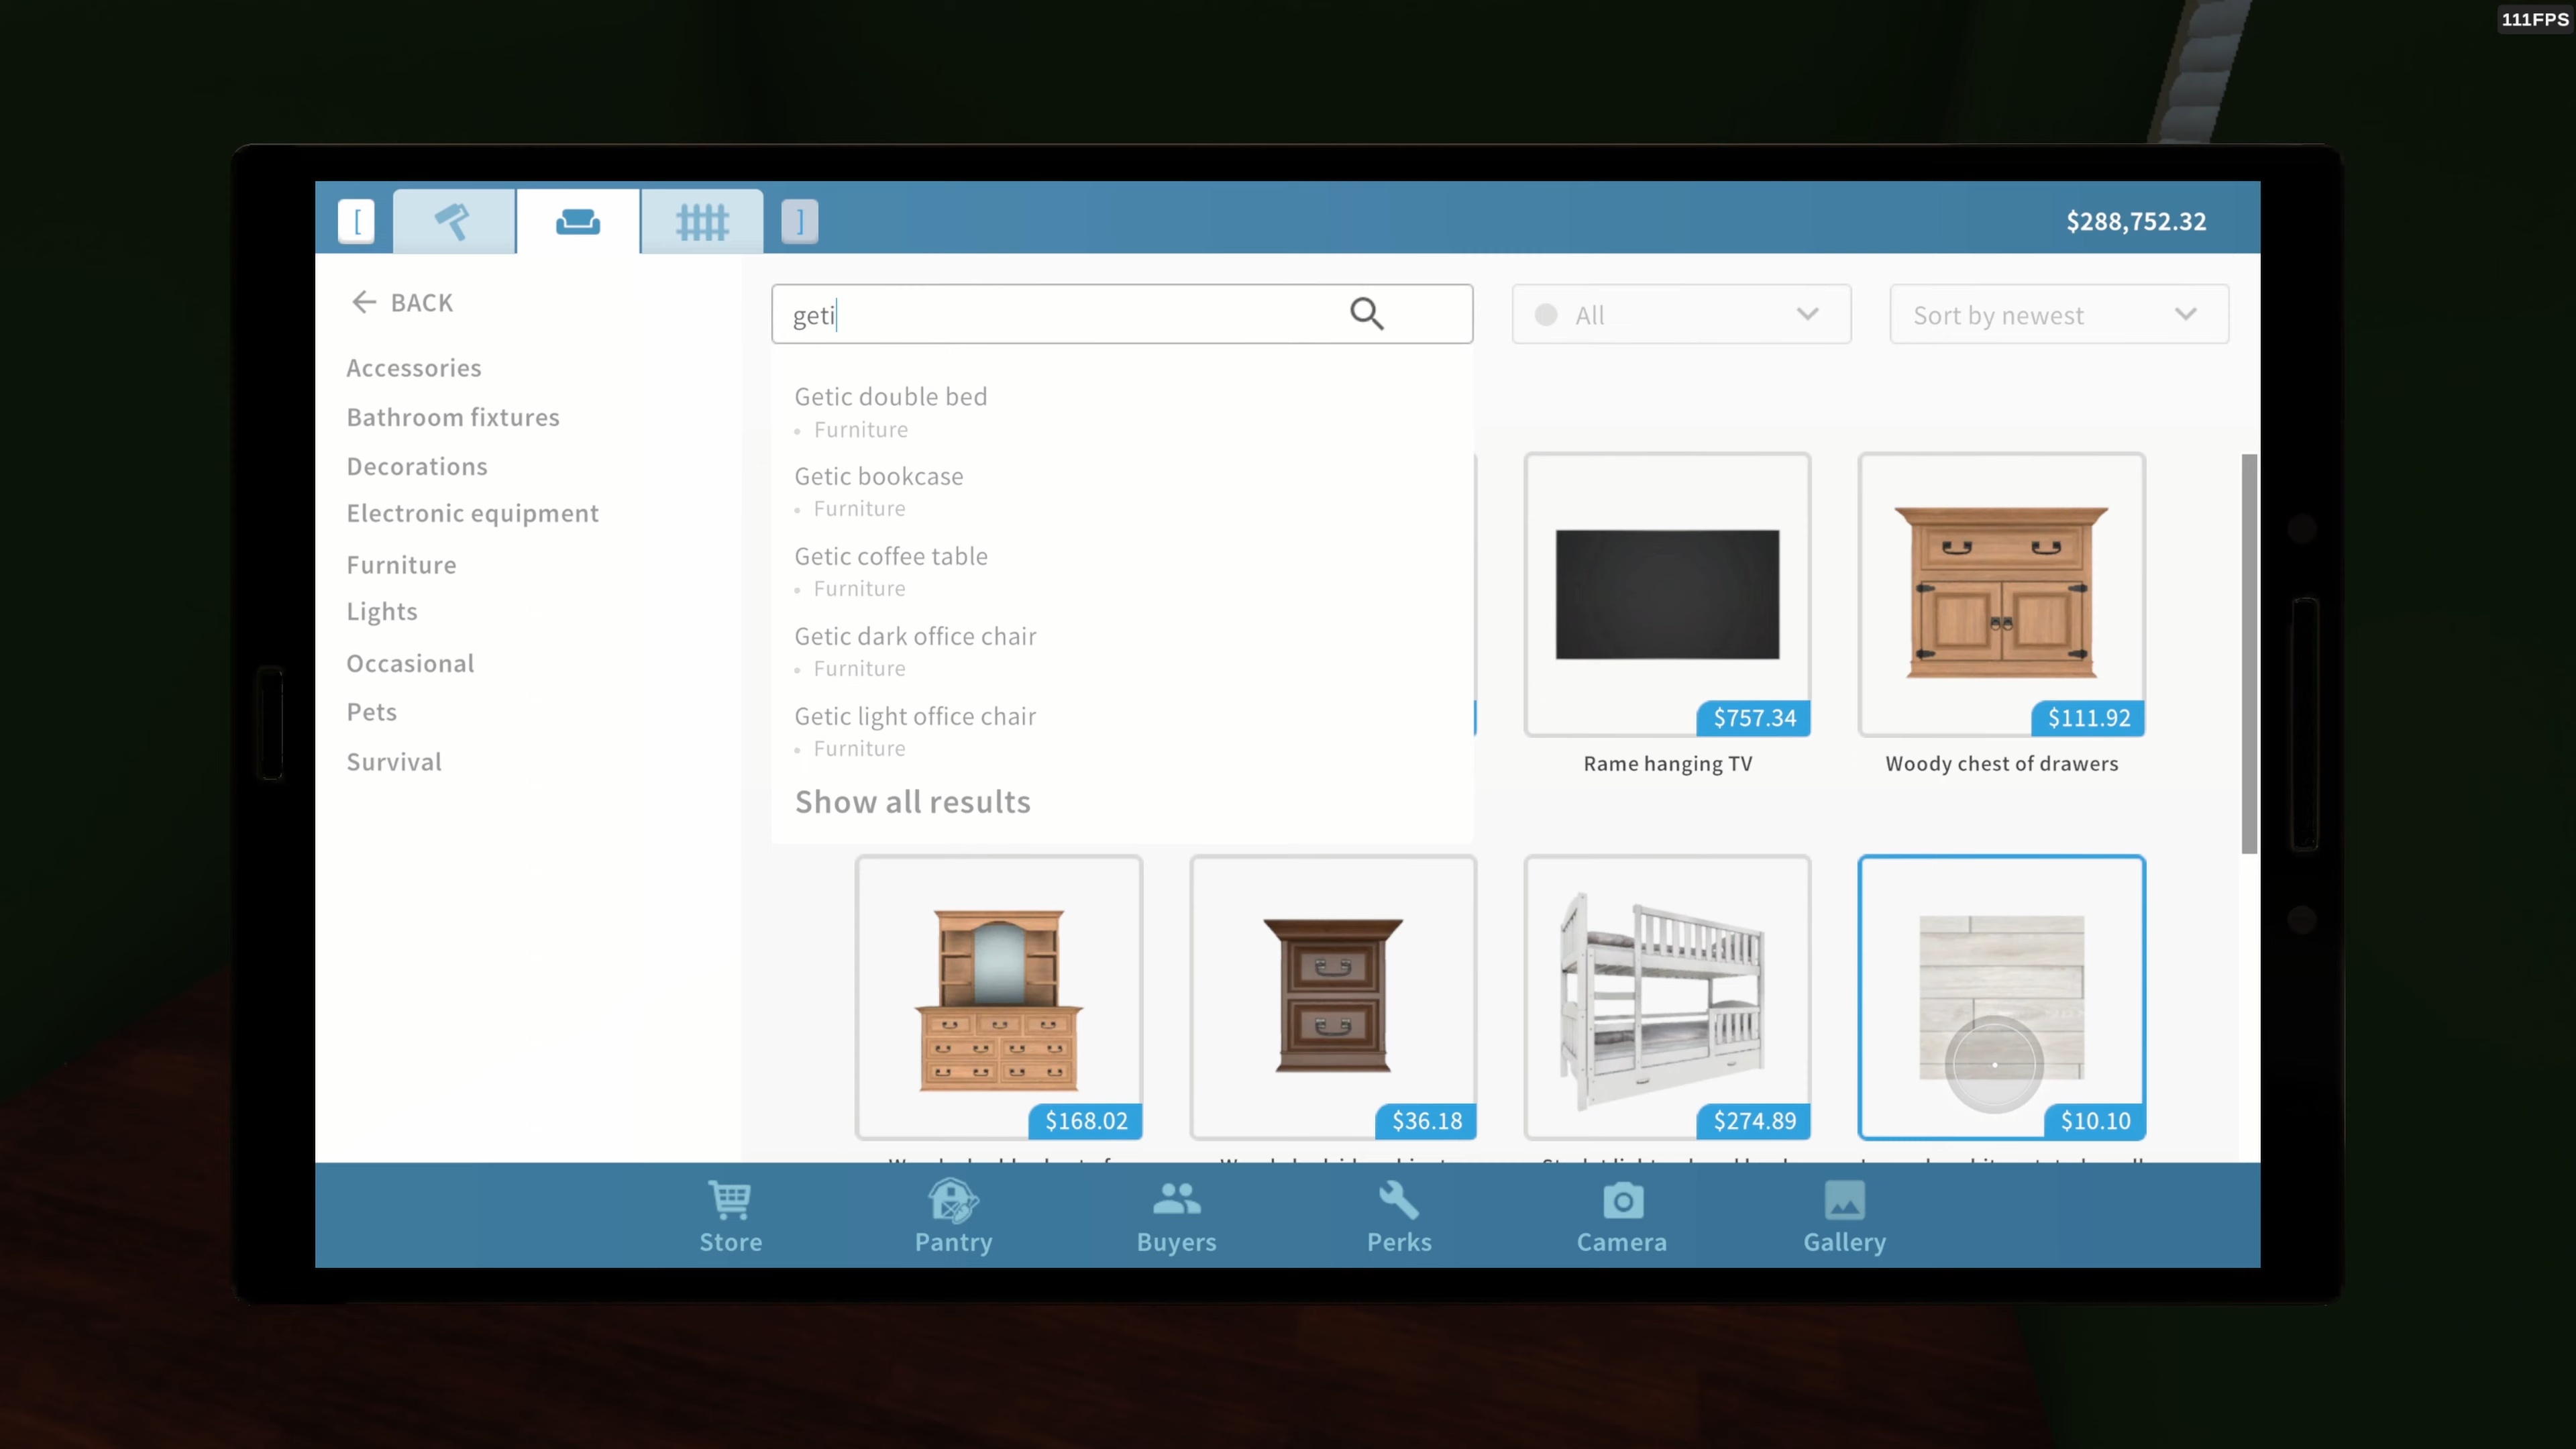 111FPS
[
]
$288,752.32
BACK
Accessories
Bathroom fixtures
Decorations
Electronic equipment
Furniture
Lights
Occasional
Pets
Survival
geti
All
Sort by newest
Getic double bed
• Furniture
Getic bookcase
• Furniture
Getic coffee table
• Furniture
Getic dark office chair
• Furniture
Getic light office chair
• Furniture
Show all results
$757.34
$111.92
Rame hanging TV
Woody chest of drawers
$168.02
$36.18
$274.89
$10.10
Store
Pantry
Buyers
Perks
Camera
Gallery